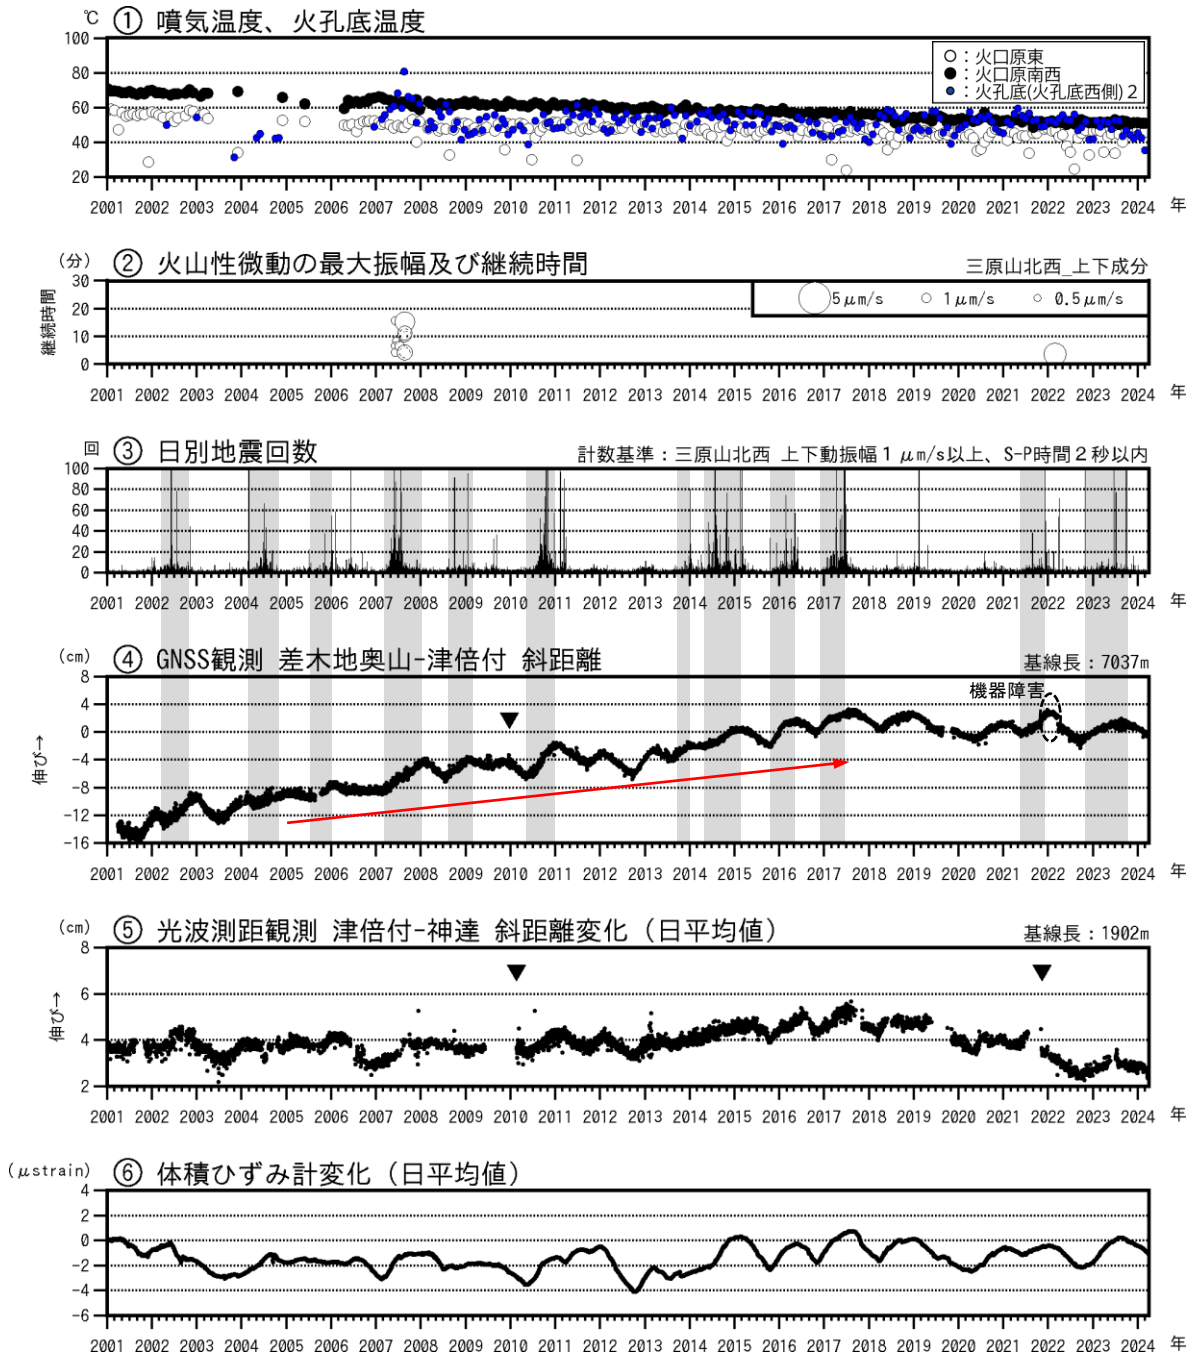 ℃ ① 噴気温度、火孔底温度
100
80
60
40
20
○：火口原東
●：火口原南西
●：火孔底(火孔底西側)2
2001 2002 2003 2004 2005 2006 2007 2008 2009 2010 2011 2012 2013 2014 2015 2016 2017 2018 2019 2020 2021 2022 2023 2024 年
(分) ② 火山性微動の最大振幅及び継続時間 三原山北西_上下成分
継続時間
30
20
10
0
5μm/s 1μm/s 0.5μm/s
2001 2002 2003 2004 2005 2006 2007 2008 2009 2010 2011 2012 2013 2014 2015 2016 2017 2018 2019 2020 2021 2022 2023 2024 年
回 ③ 日別地震回数 計数基準：三原山北西 上下動振幅１μm/s以上、S-P時間２秒以内
100
80
60
40
20
0
2001 2002 2003 2004 2005 2006 2007 2008 2009 2010 2011 2012 2013 2014 2015 2016 2017 2018 2019 2020 2021 2022 2023 2024 年
(cm) ④ GNSS観測 差木地奥山-津倍付 斜距離 基線長：7037m
伸び→
8
4
0
-4
-8
-12
-16
機器障害
2001 2002 2003 2004 2005 2006 2007 2008 2009 2010 2011 2012 2013 2014 2015 2016 2017 2018 2019 2020 2021 2022 2023 2024 年
(cm) ⑤ 光波測距観測 津倍付-神達 斜距離変化（日平均値） 基線長：1902m
伸び→
8
6
4
2
2001 2002 2003 2004 2005 2006 2007 2008 2009 2010 2011 2012 2013 2014 2015 2016 2017 2018 2019 2020 2021 2022 2023 2024 年
(μstrain) ⑥ 体積ひずみ計変化（日平均値）
4
2
0
-2
-4
-6
2001 2002 2003 2004 2005 2006 2007 2008 2009 2010 2011 2012 2013 2014 2015 2016 2017 2018 2019 2020 2021 2022 2023 2024 年